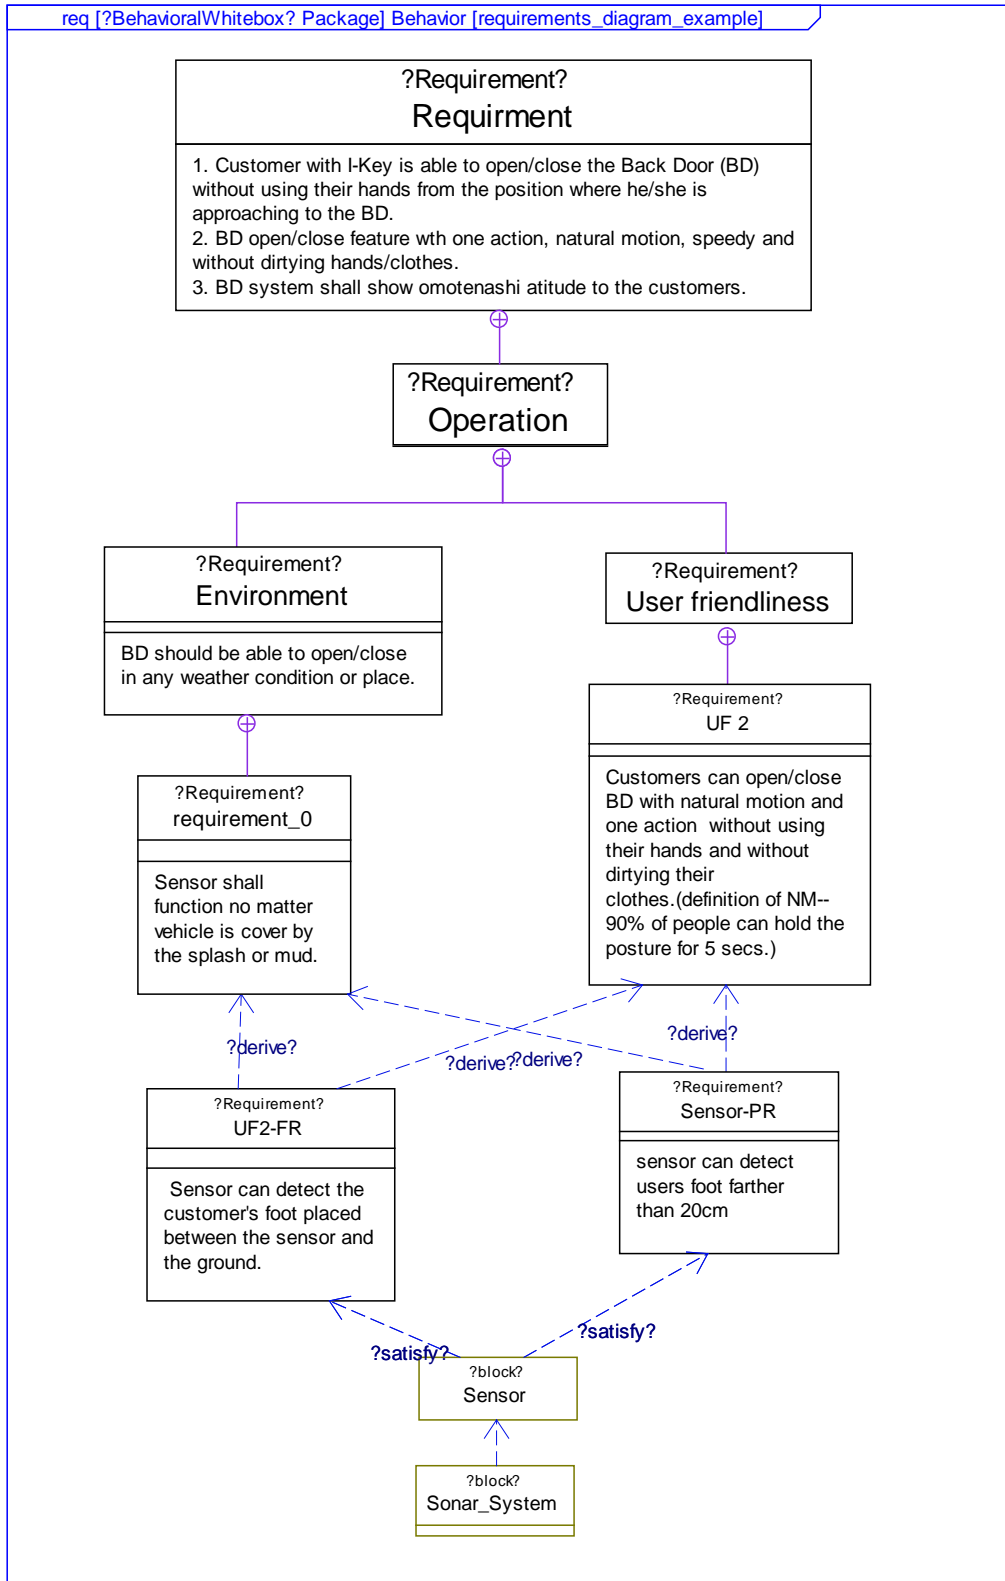 req [?BehavioralWhitebox? Package] Behavior [requirements_diagram_example]
?Requirement?
Requirment
1. Customer with I-Key is able to open/close the Back Door (BD)
without using their hands from the position where he/she is
approaching to the BD.
2. BD open/close feature wth one action, natural motion, speedy and
without dirtying hands/clothes.
3. BD system shall show omotenashi atitude to the customers.
?Requirement?
Operation
?Requirement?
Environment
BD should be able to open/close
in any weather condition or place.
?Requirement?
User friendliness
?Requirement?
requirement_0
Sensor shall
function no matter
vehicle is cover by
the splash or mud.
?Requirement?
UF 2
Customers can open/close
BD with natural motion and
one action  without using
their hands and without
dirtying their
clothes.(definition of NM--
90% of people can hold the
posture for 5 secs.)
?derive?
?derive?
?derive?
?derive?
?Requirement?
UF2-FR
Sensor can detect the
customer's foot placed
between the sensor and
the ground.
?Requirement?
Sensor-PR
sensor can detect
users foot farther
than 20cm
?satisfy?
?satisfy?
?block?
Sensor
?block?
Sonar_System